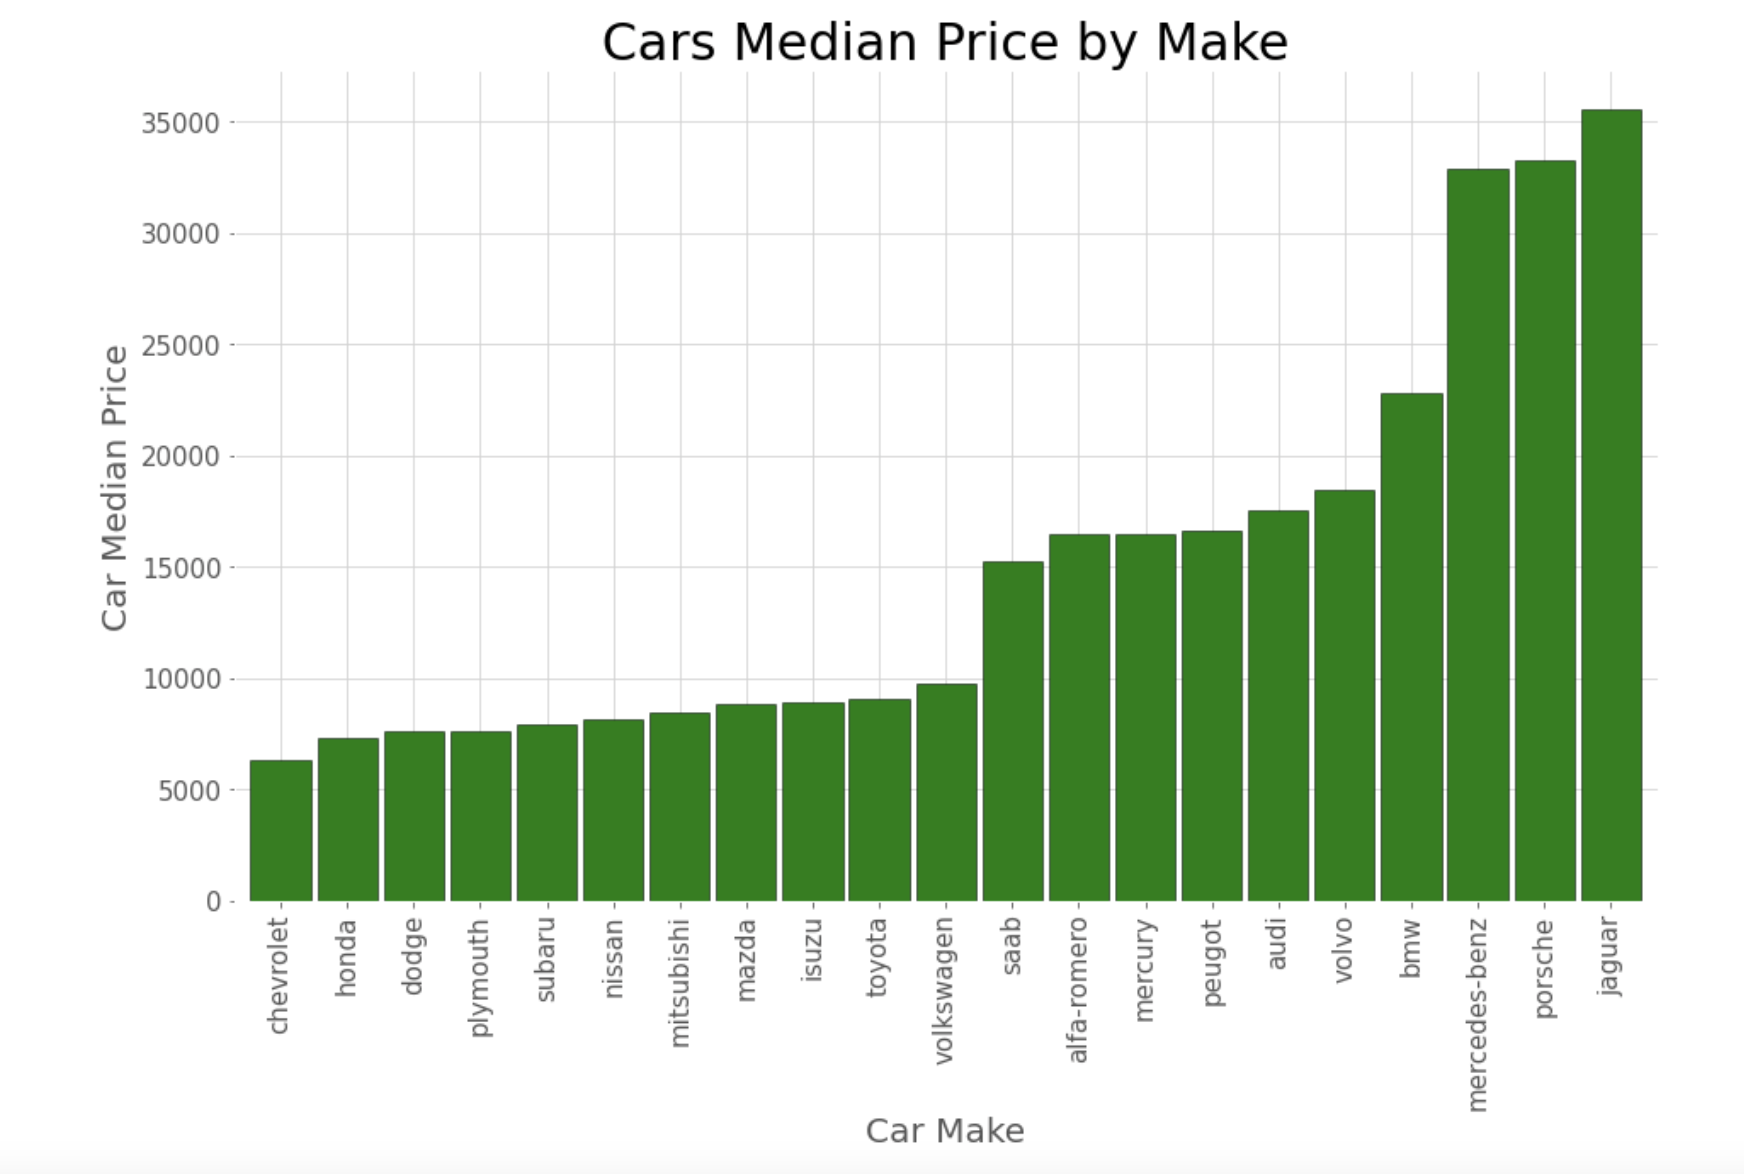 Cars Median Price by Make
Car Median Price
35000
30000
25000
20000
15000
10000
5000
0
chevrolet
honda
dodge
plymouth
subaru
nissan
mitsubishi
mazda
isuzu
toyota
volkswagen
saab
alfa-romero
mercury
peugot
audi
volvo
bmw
mercedes-benz
porsche
jaguar
Car Make